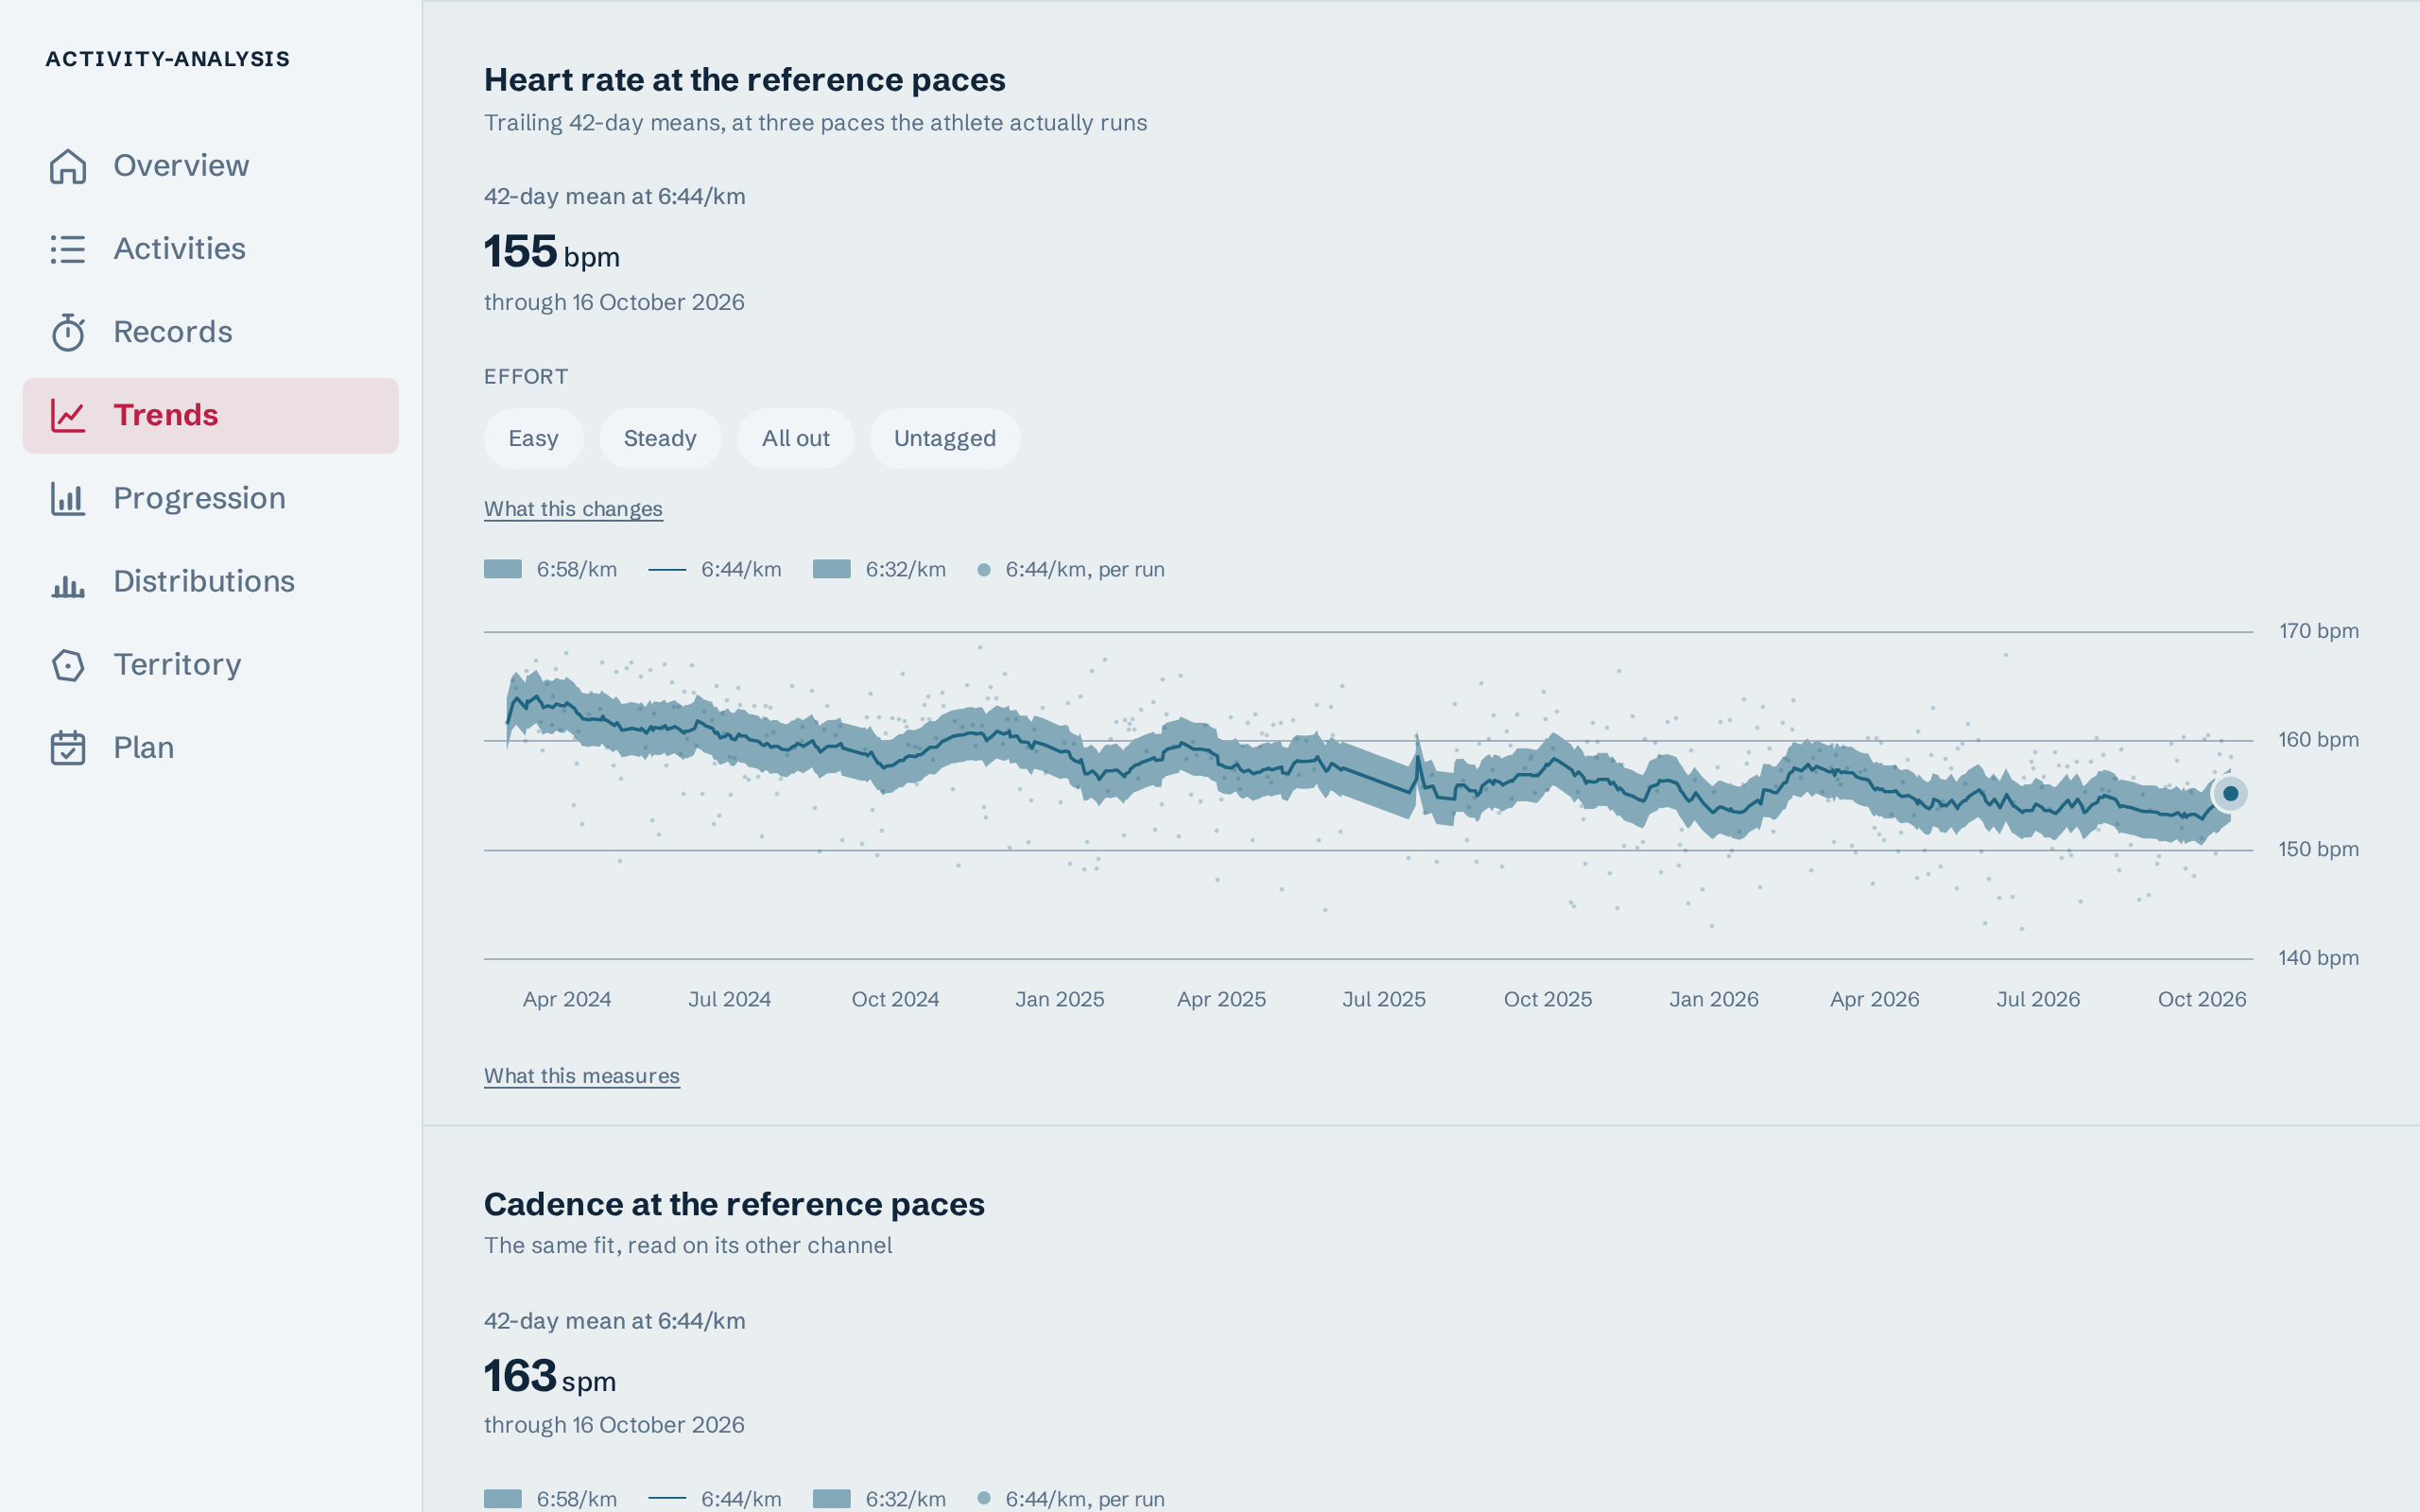 ACTIVITY-ANALYSIS
Overview
Activities
Records
Trends
Progression
Distributions
Territory
Plan
Heart rate at the reference paces
Trailing 42-day means, at three paces the athlete actually runs
42-day mean at 6:44/km
155 bpm
through 16 October 2026
EFFORT
Easy Steady All out Untagged
What this changes
6:58/km 6:44/km 6:32/km 6:44/km, per run
170 bpm
160 bpm
150 bpm
140 bpm
Apr 2024 Jul 2024 Oct 2024 Jan 2025 Apr 2025 Jul 2025 Oct 2025 Jan 2026 Apr 2026 Jul 2026 Oct 2026
What this measures
Cadence at the reference paces
The same fit, read on its other channel
42-day mean at 6:44/km
163 spm
through 16 October 2026
6:58/km 6:44/km 6:32/km 6:44/km, per run